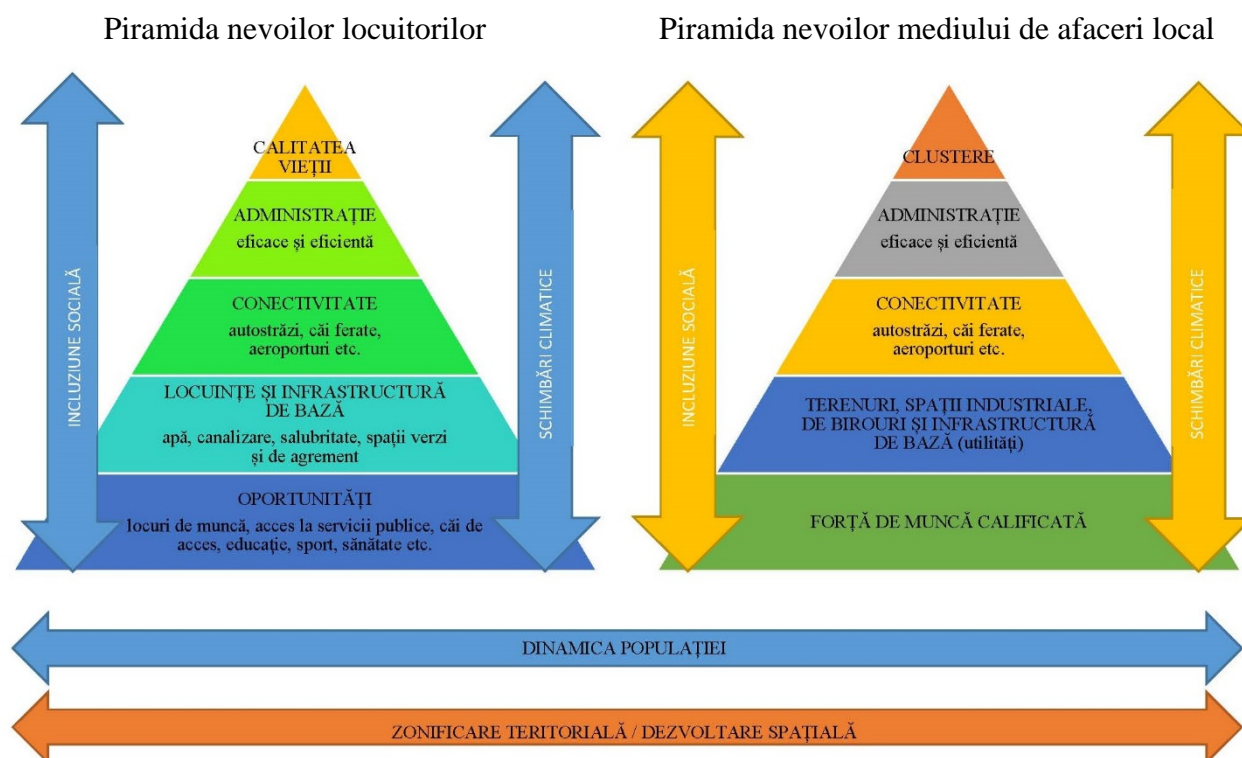 Piramida nevoilor locuitorilor
Piramida nevoilor mediului de afaceri local
INCLUZIUNE SOCIALĂ
CALITATEA
VIEȚII
ADMINISTRAȚIE
eficace și eficientă
CONECTIVITATE
autostrăzi, căi ferate,
aeroporturi etc.
LOCUINȚE ȘI INFRASTRUCTURĂ
DE BAZĂ
apă, canalizare, salubritate, spații verzi
și de agrement
OPORTUNITĂȚI
locuri de muncă, acces la servicii publice, căi de
acces, educație, sport, sănătate etc.
SCHIMBĂRI CLIMATICE
INCLUZIUNE SOCIALĂ
CLUSTERE
ADMINISTRAȚIE
eficace și eficientă
CONECTIVITATE
autostrăzi, căi ferate,
aeroporturi etc.
TERENURI, SPAȚII INDUSTRIALE,
DE BIROURI ȘI INFRASTRUCTURĂ
DE BAZĂ (utilități)
FORȚĂ DE MUNCĂ CALIFICATĂ
SCHIMBĂRI CLIMATICE
DINAMICA POPULAȚIEI
ZONIFICARE TERITORIALĂ / DEZVOLTARE SPAȚIALĂ